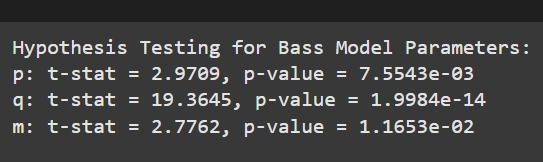 Hypothesis Testing for Bass Model Parameters:
p: t-stat = 2.9709, p-value = 7.5543e-03
q: t-stat = 19.3645, p-value = 1.9984e-14
m: t-stat = 2.7762, p-value = 1.1653e-02